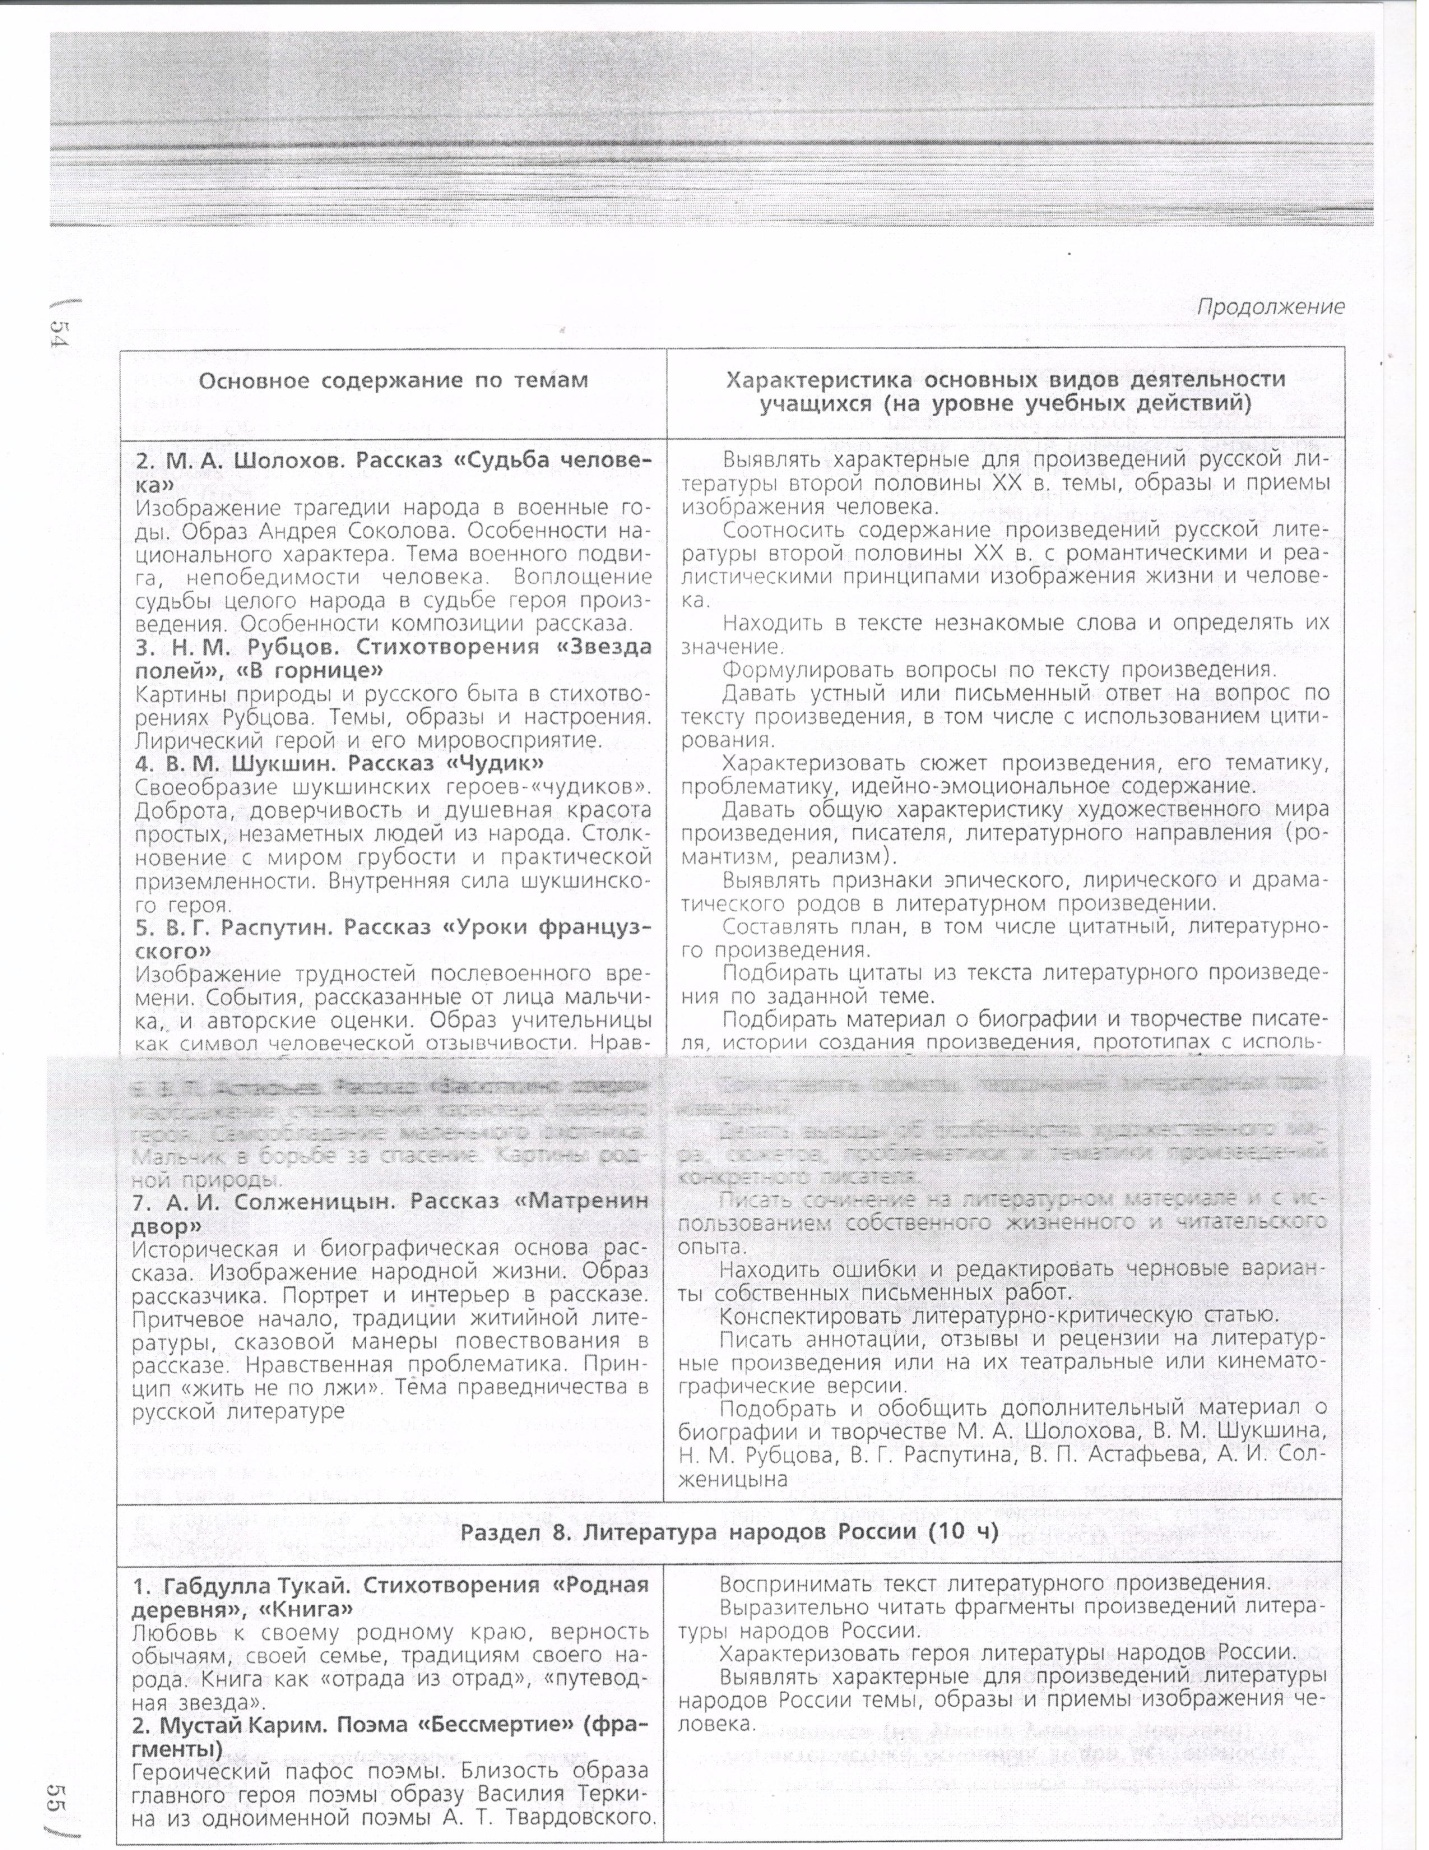 54
Продолжение
Основное содержание по темам
Характеристика основных видов деятельности
учащихся (на уровне учебных действий)
2. М. А. Шолохов. Рассказ «Судьба челове-
ка»
Изображение трагедии народа в военные го-
ды. Образ Андрея Соколова. Особенности на-
ционального характера. Тема военного подви-
га, непобедимости человека. Воплощение
судьбы целого народа в судьбе героя произ-
ведения. Особенности композиции рассказа.
3. Н. М. Рубцов. Стихотворения «Звезда
полей», «В горнице»
Картины природы и русского быта в стихотво-
рениях Рубцова. Темы, образы и настроения.
Лирический герой и его мировосприятие.
4. В. М. Шукшин. Рассказ «Чудик»
Своеобразие шукшинских героев-«чудиков».
Доброта, доверчивость и душевная красота
простых, незаметных людей из народа. Столк-
новение с миром грубости и практической
приземленности. Внутренняя сила шукшинско-
го героя.
5. В. Г. Распутин. Рассказ «Уроки француз-
ского»
Изображение трудностей послевоенного вре-
мени. События, рассказанные от лица мальчи-
ка, и авторские оценки. Образ учительницы
как символ человеческой отзывчивости. Нрав-
6. В. П. Астафьев. Рассказ
Изображение становления характера главного
героя. Самообладание маленького охотника.
Мальчик в борьбе за спасение. Картины род-
ной природы.
7. А. И. Солженицын. Рассказ «Матренин
двор»
Историческая и биографическая основа рас-
сказа. Изображение народной жизни. Образ
рассказчика. Портрет и интерьер в рассказе.
Притчевое начало, традиции житийной лите-
ратуры, сказовой манеры повествования в
рассказе. Нравственная проблематика. Прин-
цип «жить не по лжи». Тема праведничества в
русской литературе
Выявлять характерные для произведений русской ли-
тературы второй половины XX в. темы, образы и приемы
изображения человека.
Соотносить содержание произведений русской лите-
ратуры второй половины XX в. с романтическими и реа-
листическими принципами изображения жизни и челове-
ка.
Находить в тексте незнакомые слова и определять их
значение.
Формулировать вопросы по тексту произведения.
Давать устный или письменный ответ на вопрос по
тексту произведения, в том числе с использованием цити-
рования.
Характеризовать сюжет произведения, его тематику,
проблематику, идейно-эмоциональное содержание.
Давать общую характеристику художественного мира
произведения, писателя, литературного направления (ро-
мантизм, реализм).
Выявлять признаки эпического, лирического и драма-
тического родов в литературном произведении.
Составлять план, в том числе цитатный, литературно-
го произведения.
Подбирать цитаты из текста литературного произведе-
ния по заданной теме.
Подбирать материал о биографии и творчестве писате-
ля, истории создания произведения, прототипах с исполь-
Делать выводы об особенностях художественного ми-
ра, сюжетов, проблематики и тематики произведений
конкретного писателя.
Писать сочинение на литературном материале и с ис-
пользованием собственного жизненного и читательского
опыта.
Находить ошибки и редактировать черновые вариан-
ты собственных письменных работ.
Конспектировать литературно-критическую статью.
Писать аннотации, отзывы и рецензии на литератур-
ные произведения или на их театральные или кинемато-
графические версии.
Подобрать и обобщить дополнительный материал о
биографии и творчестве М. А. Шолохова, В. М. Шукшина,
Н. М. Рубцова, В. Г. Распутина, В. П. Астафьева, А. И. Сол-
женицына
Раздел 8. Литература народов России (10 ч)
1. Габдулла Тукай. Стихотворения «Родная
деревня», «Книга»
Любовь к своему родному краю, верность
обычаям, своей семье, традициям своего на-
рода. Книга как «отрада из отрад», «путевод-
ная звезда».
2. Мустай Карим. Поэма «Бессмертие» (фра-
гменты)
Героический пафос поэмы. Близость образа
главного героя поэмы образу Василия Терки-
на из одноименной поэмы А. Т. Твардовского.
Воспринимать текст литературного произведения.
Выразительно читать фрагменты произведений литера-
туры народов России.
Характеризовать героя литературы народов России.
Выявлять характерные для произведений литературы
народов России темы, образы и приемы изображения че-
ловека.
55